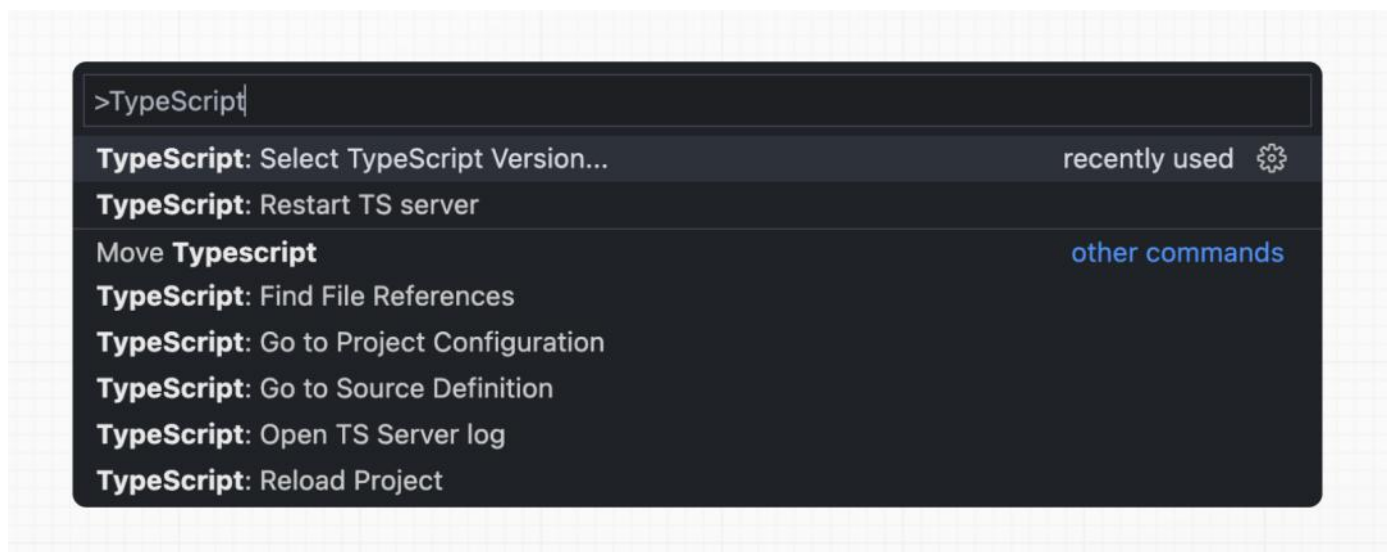 >TypeScript
TypeScript: Select TypeScript Version... recently used
TypeScript: Restart TS server
Move Typescript other commands
TypeScript: Find File References
TypeScript: Go to Project Configuration
TypeScript: Go to Source Definition
TypeScript: Open TS Server log
TypeScript: Reload Project